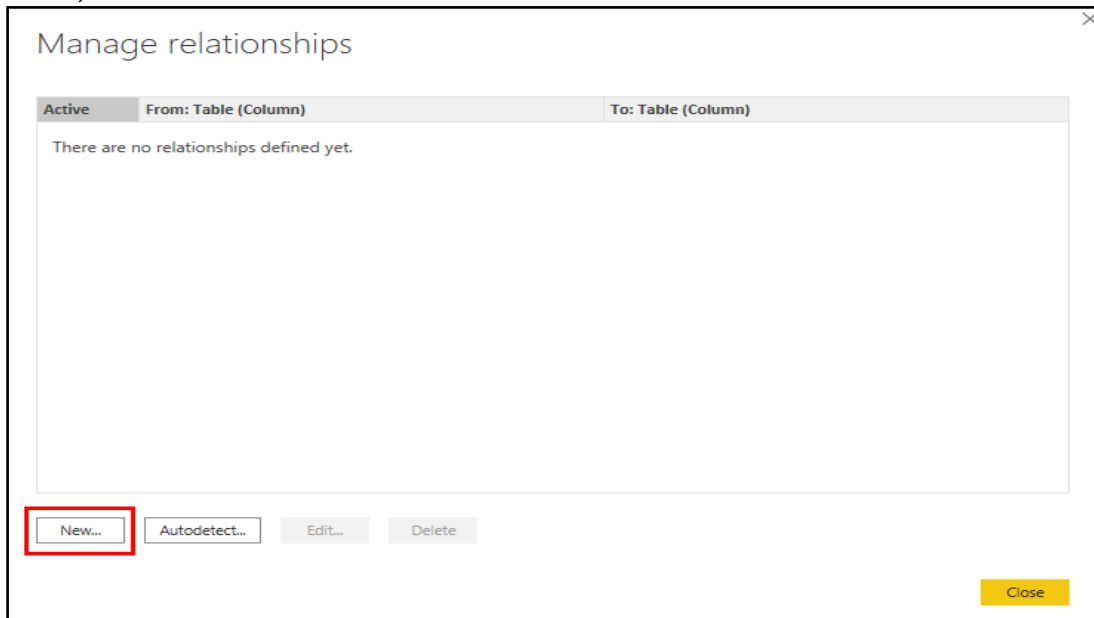 Manage relationships
Active From: Table (Column) To: Table (Column)
There are no relationships defined yet.
New... Autodetect... Edit... Delete
Close